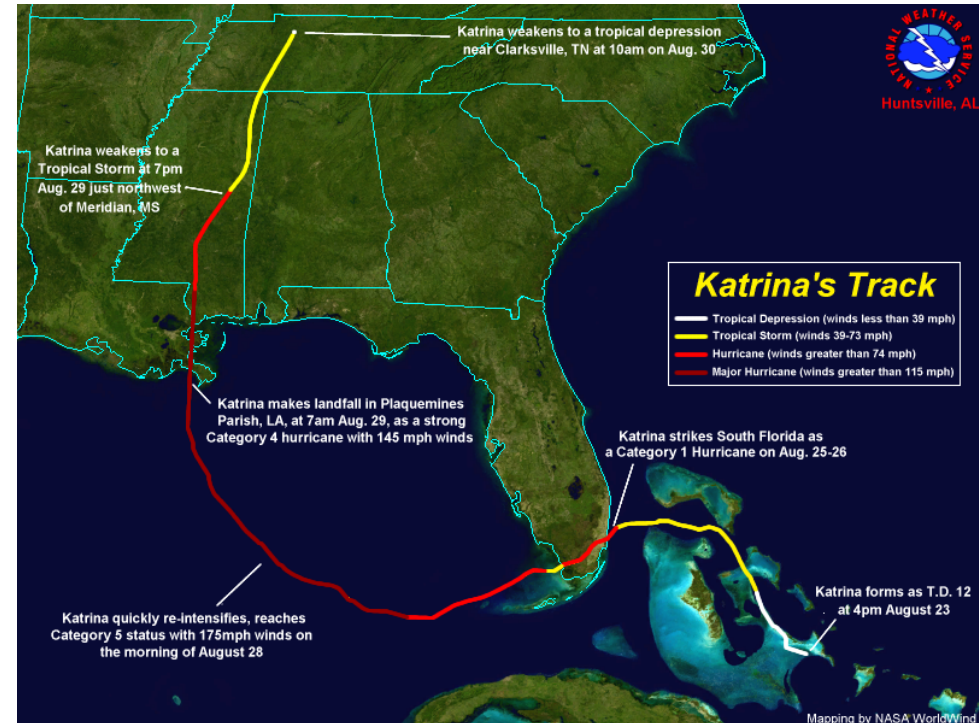 Katrina weakens to a tropical depression
near Clarksville, TN at 10am on Aug. 30
NATIONAL WEATHER SERVICE
Huntsville, AL
Katrina weakens to a
Tropical Storm at 7pm
Aug. 29 just northwest
of Meridian, MS
Katrina's Track
Tropical Depression (winds less than 39 mph)
Tropical Storm (winds 39-73 mph)
Hurricane (winds greater than 74 mph)
Major Hurricane (winds greater than 115 mph)
Katrina makes landfall in Plaquemines
Parish, LA, at 7am Aug. 29, as a strong
Category 4 hurricane with 145 mph winds
Katrina strikes South Florida as
a Category 1 Hurricane on Aug. 25-26
Katrina forms as T.D. 12
at 4pm August 23
Katrina quickly re-intensifies, reaches
Category 5 status with 175mph winds on
the morning of August 28
Mapping by NASA WorldWind